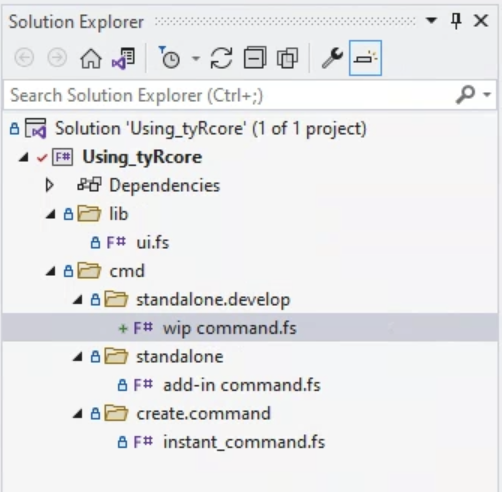 Solution Explorer
Search Solution Explorer (Ctrl+;)
Solution 'Using_tyRcore' (1 of 1 project)
F# Using_tyRcore
Dependencies
lib
F# ui.fs
cmd
standalone.develop
+ F# wip command.fs
standalone
F# add-in command.fs
create.command
F# instant_command.fs